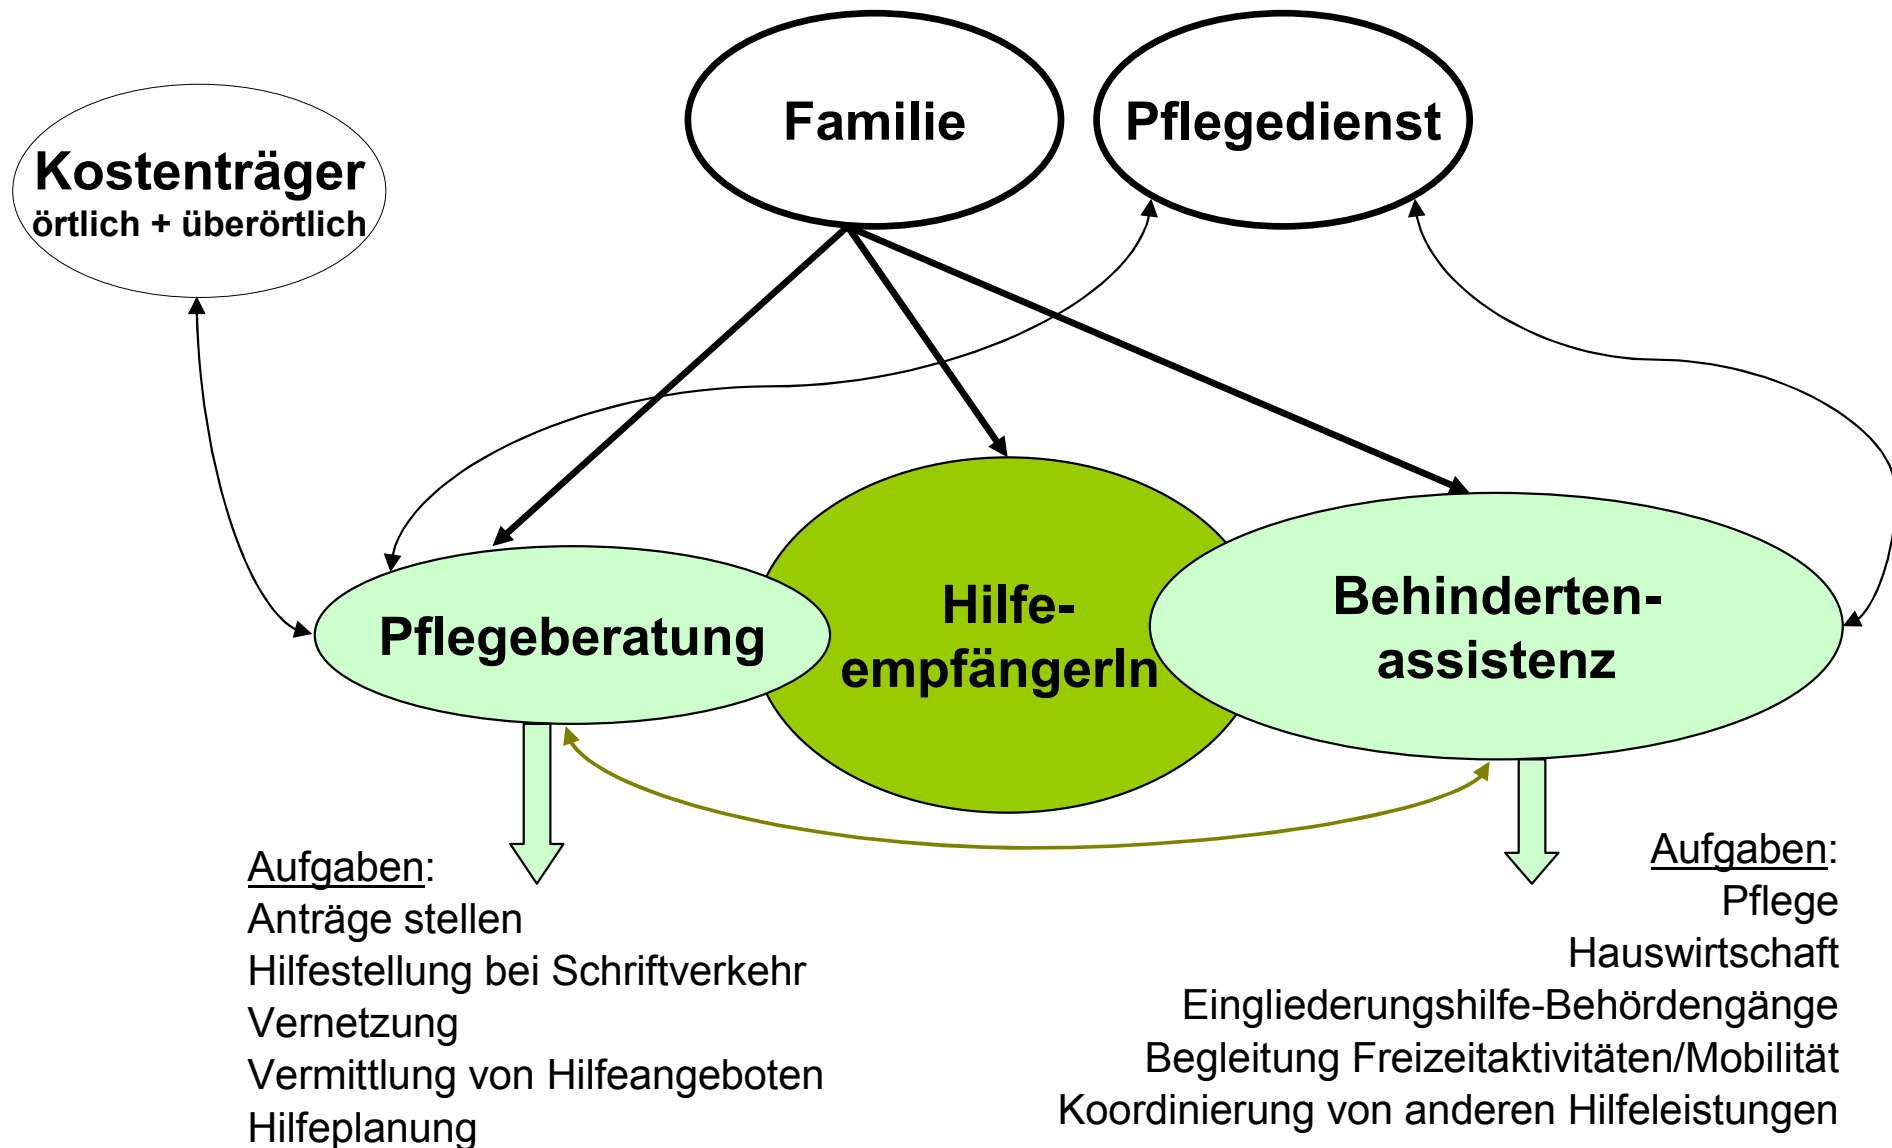 Familie
Pflegedienst
Kostenträger
örtlich + überörtlich
Pflegeberatung
Hilfe-
empfängerIn
Behinderten-
assistenz
Aufgaben:
Anträge stellen
Hilfestellung bei Schriftverkehr
Vernetzung
Vermittlung von Hilfeangeboten
Hilfeplanung
Aufgaben:
Pflege
Hauswirtschaft
Eingliederungshilfe-Behördengänge
Begleitung Freizeitaktivitäten/Mobilität
Koordinierung von anderen Hilfeleistungen